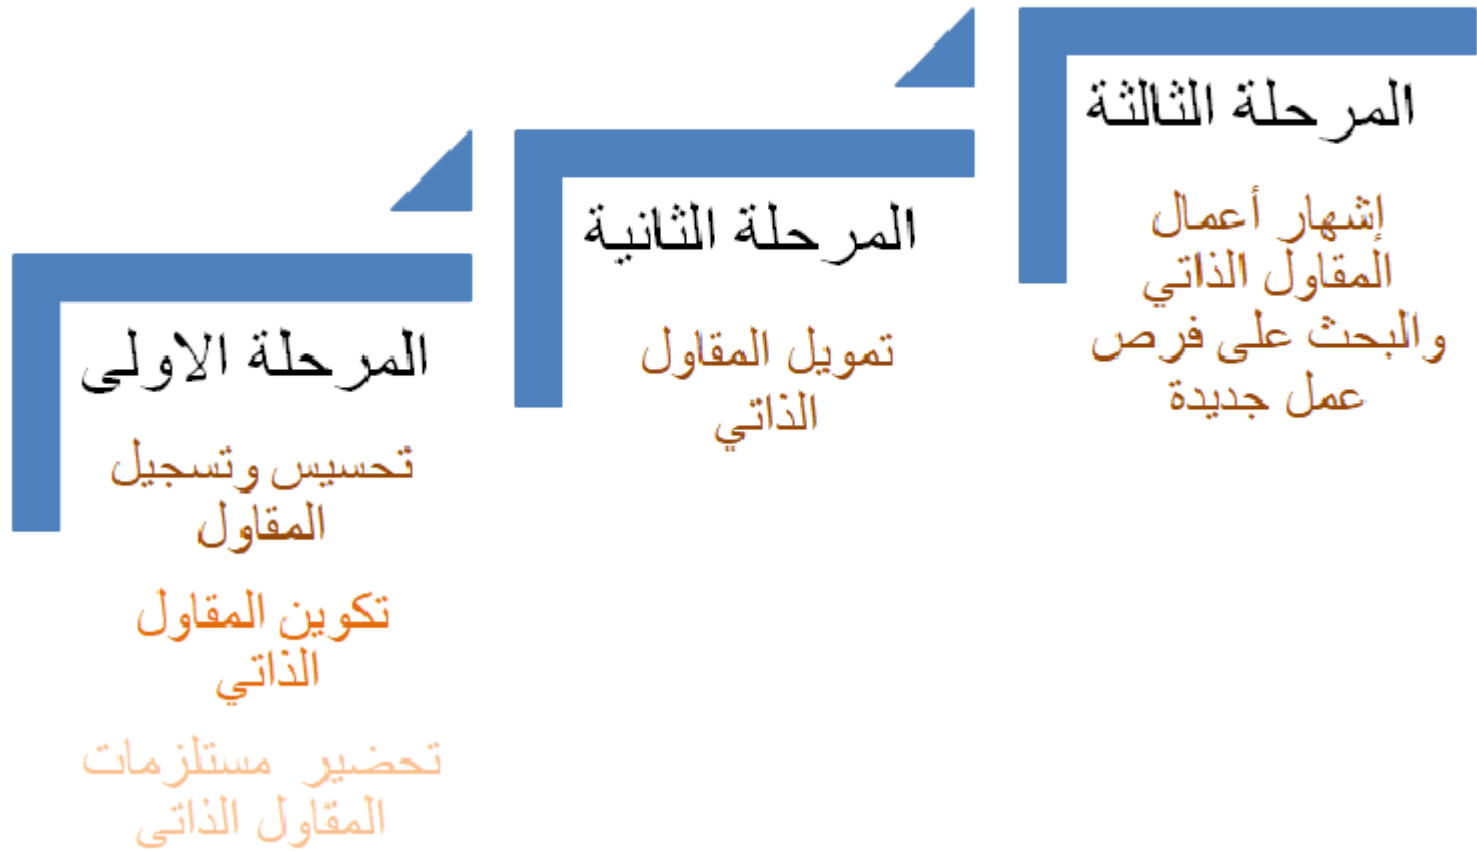 المرحلة الاولى
تحسيس وتسجيل
المقاول
تكوين المقاول
الذاتي
تحضير مستلزمات
المقاول الذاتي
المرحلة الثانية
تمويل المقاول
الذاتي
المرحلة الثالثة
إشهار أعمال
المقاول الذاتي
والبحث على فرص
عمل جديدة